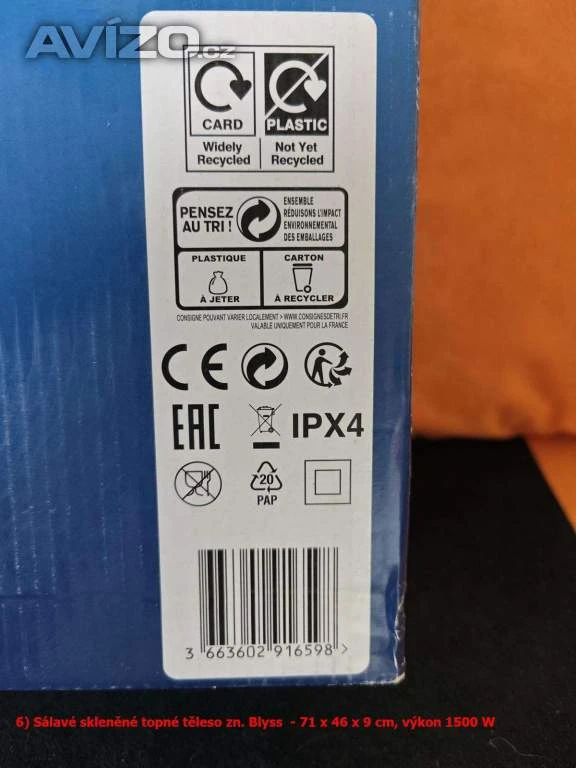 AVÍZO.cz
CARD
PLASTIC
Widely
Recycled
Not Yet
Recycled
PENSEZ
AU TRI !
ENSEMBLE
RÉDUISONS L'IMPACT
ENVIRONNEMENTAL
DES EMBALLAGES
PLASTIQUE
CARTON
À JETER
À RECYCLER
CONSIGNE POUVANT VARIER LOCALEMENT > WWW.CONSIGNESDETRI.FR
VALABLE UNIQUEMENT POUR LA FRANCE
CE
EAC
IPX4
20
PAP
3 663602 916598 >
6) Sálavé skleněné topné těleso zn. Blyss - 71 x 46 x 9 cm, výkon 1500 W